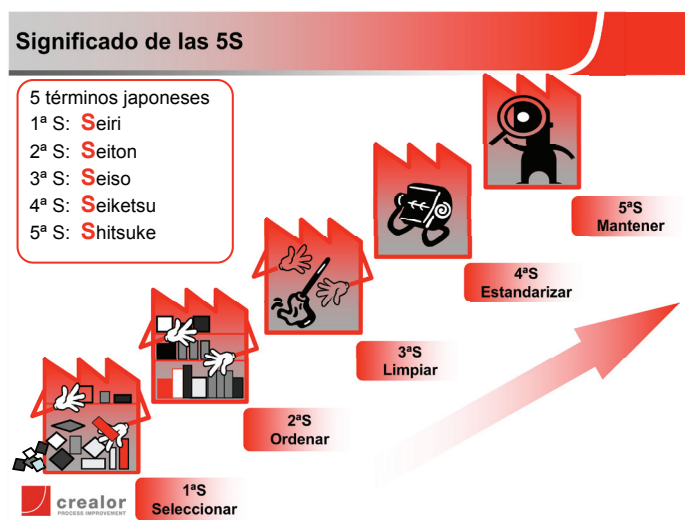 Significado de las 5S
5 términos japoneses
1ª S: Seiri
2ª S: Seiton
3ª S: Seiso
4ª S: Seiketsu
5ª S: Shitsuke
5ªS
Mantener
4ªS
Estandarizar
3ªS
Limpiar
2ªS
Ordenar
1ªS
Seleccionar
crealor
PROCESS IMPROVEMENT